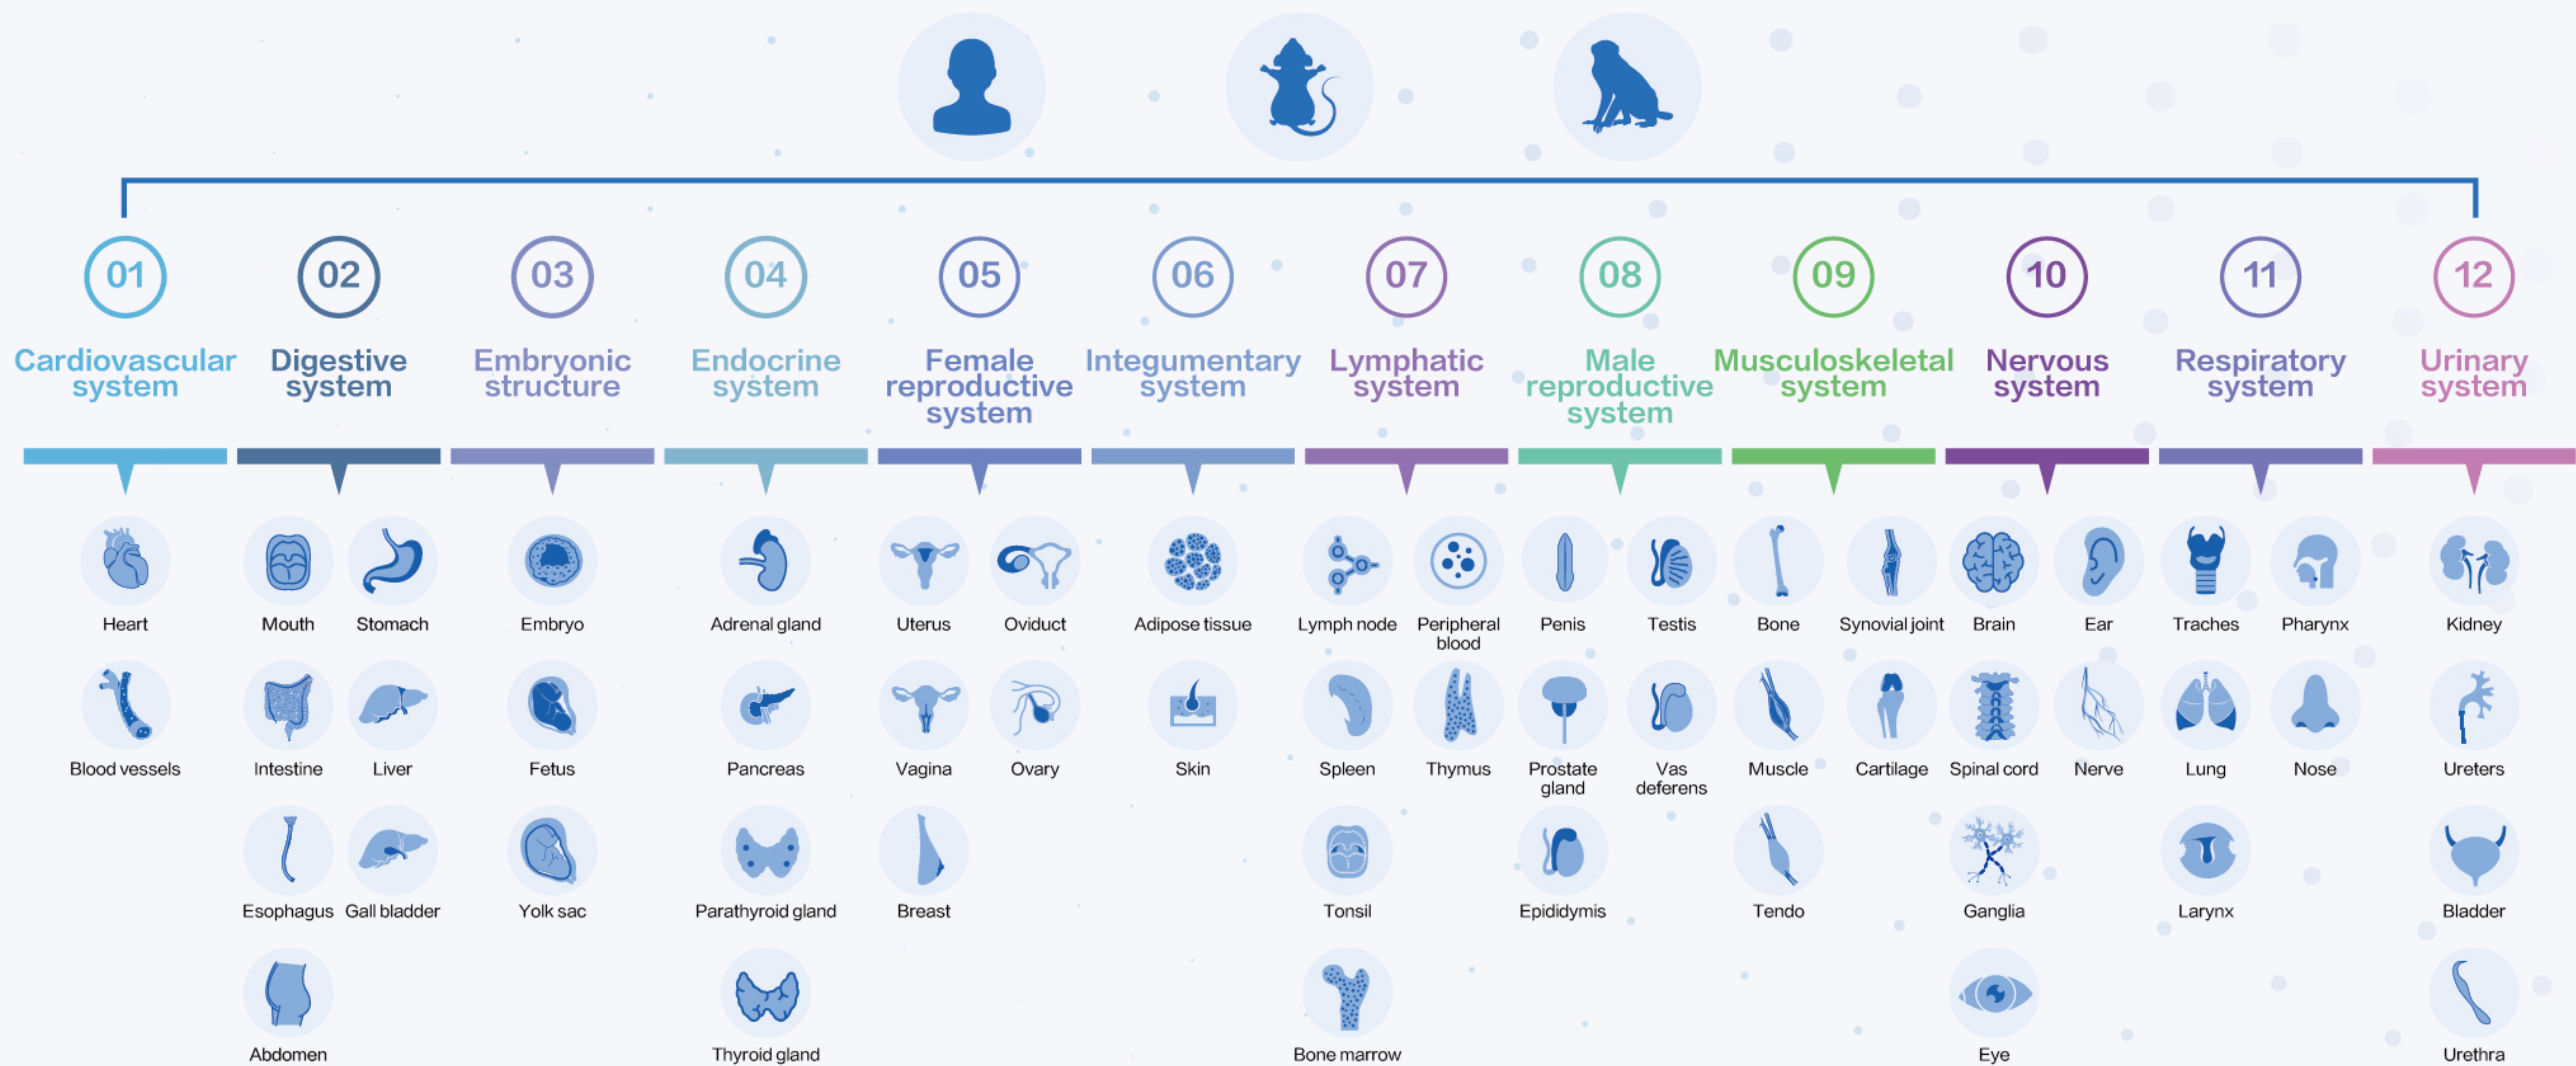 01
02
03
04
05
06
07
08
09
10
11
12
Cardiovascular
system
Digestive
system
Embryonic
structure
Endocrine
system
Female
reproductive
system
Integumentary
system
Lymphatic
system
Male
reproductive
system
Musculoskeletal
system
Nervous
system
Respiratory
system
Urinary
system
Heart
Blood vessels
Mouth
Stomach
Intestine
Liver
Esophagus
Gall bladder
Abdomen
Embryo
Fetus
Yolk sac
Adrenal gland
Pancreas
Parathyroid gland
Thyroid gland
Uterus
Oviduct
Vagina
Ovary
Breast
Adipose tissue
Skin
Lymph node
Peripheral
blood
Spleen
Thymus
Tonsil
Bone marrow
Penis
Testis
Prostate
gland
Vas
deferens
Epididymis
Bone
Synovial joint
Muscle
Cartilage
Tendo
Brain
Ear
Spinal cord
Nerve
Ganglia
Eye
Traches
Pharynx
Lung
Nose
Larynx
Kidney
Ureters
Bladder
Urethra